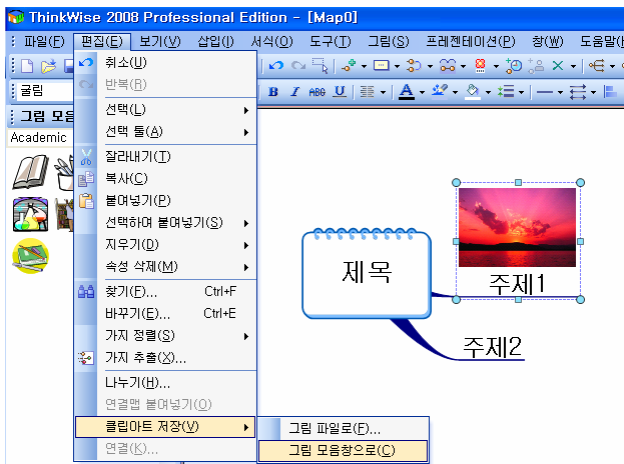 ThinkWise 2008 Professional Edition - [Map0]
파일(F) 편집(E) 보기(V) 삽입(I) 서식(O) 도구(T) 그림(S) 프레젠테이션(P) 창(W) 도움말(
취소(U)
반복(R)
굴림
B I ABG U A
선택(L)
그림 모음
선택 툴(A)
Academic
잘라내기(T)
복사(C)
붙여넣기(P)
선택하여 붙여넣기(S)
지우기(D)
속성 삭제(M)
찾기(F)... Ctrl+F
바꾸기(E)... Ctrl+E
가지 정렬(S)
가지 추출(X)...
나누기(H)...
연결맵 붙여넣기(O)
클립아트 저장(V)
연결(K)...
그림 파일로(F)...
그림 모음창으로(C)
제목
주제1
주제2